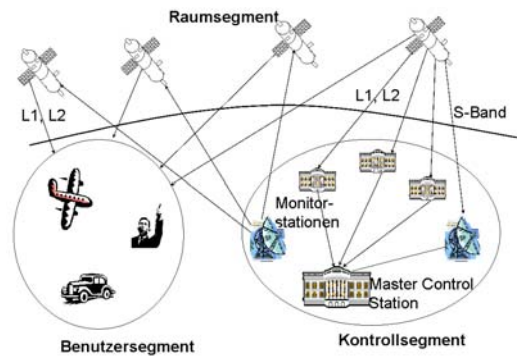 Raumsegment
L1, L2
L1, L2
S-Band
Monitor-
stationen
Master Control
Station
Benutzersegment
Kontrollsegment